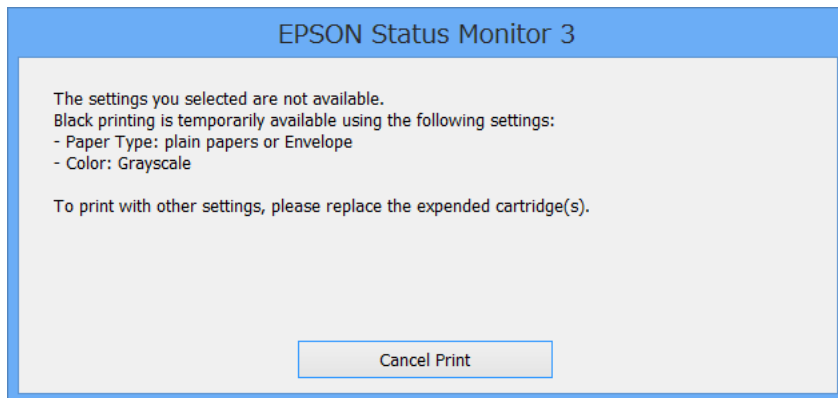 EPSON Status Monitor 3
The settings you selected are not available.
Black printing is temporarily available using the following settings:
- Paper Type: plain papers or Envelope
- Color: Grayscale
To print with other settings, please replace the expended cartridge(s).
Cancel Print